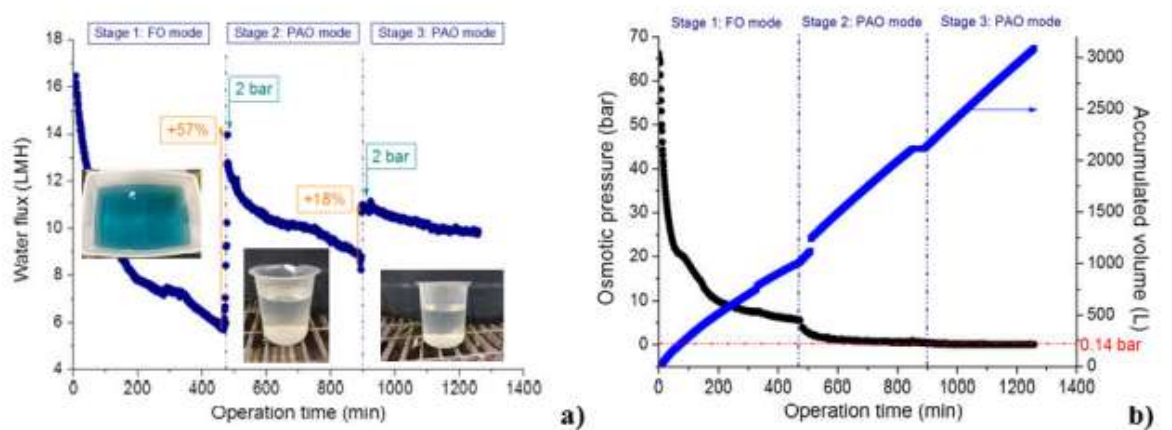 Stage 1: FO mode
Stage 2: PAO mode
Stage 3: PAO mode
18
16
14
12
10
8
6
4
Water flux (LMH)
2 bar
+57%
2 bar
+18%
0
200
400
600
800
1000
1200
1400
Operation time (min)
a)
Stage 1: FO mode
Stage 2: PAO mode
Stage 3: PAO mode
70
60
50
40
30
20
10
0
Osmotic pressure (bar)
3000
2500
2000
1500
1000
500
0
Accumulated volume (L)
0.14 bar
0
200
400
600
800
1000
1200
1400
Operation time (min)
b)